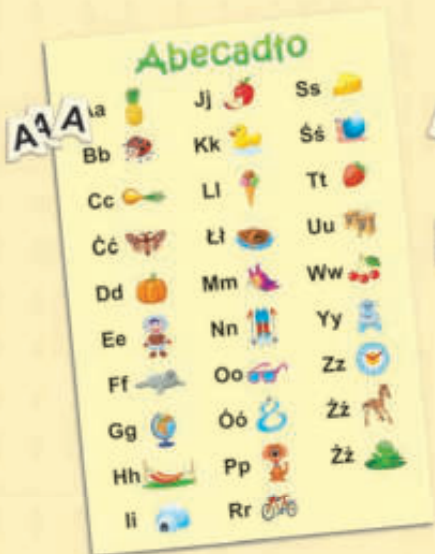 Abecadło
A A Aa
Bb
Cc
Ćć
Dd
Ee
Ff
Gg
Hh
Ii
Jj
Kk
Ll
Łł
Mm
Nn
Oo
Óó
Pp
Rr
Ss
Śś
Tt
Uu
Ww
Yy
Zz
Źź
Żż